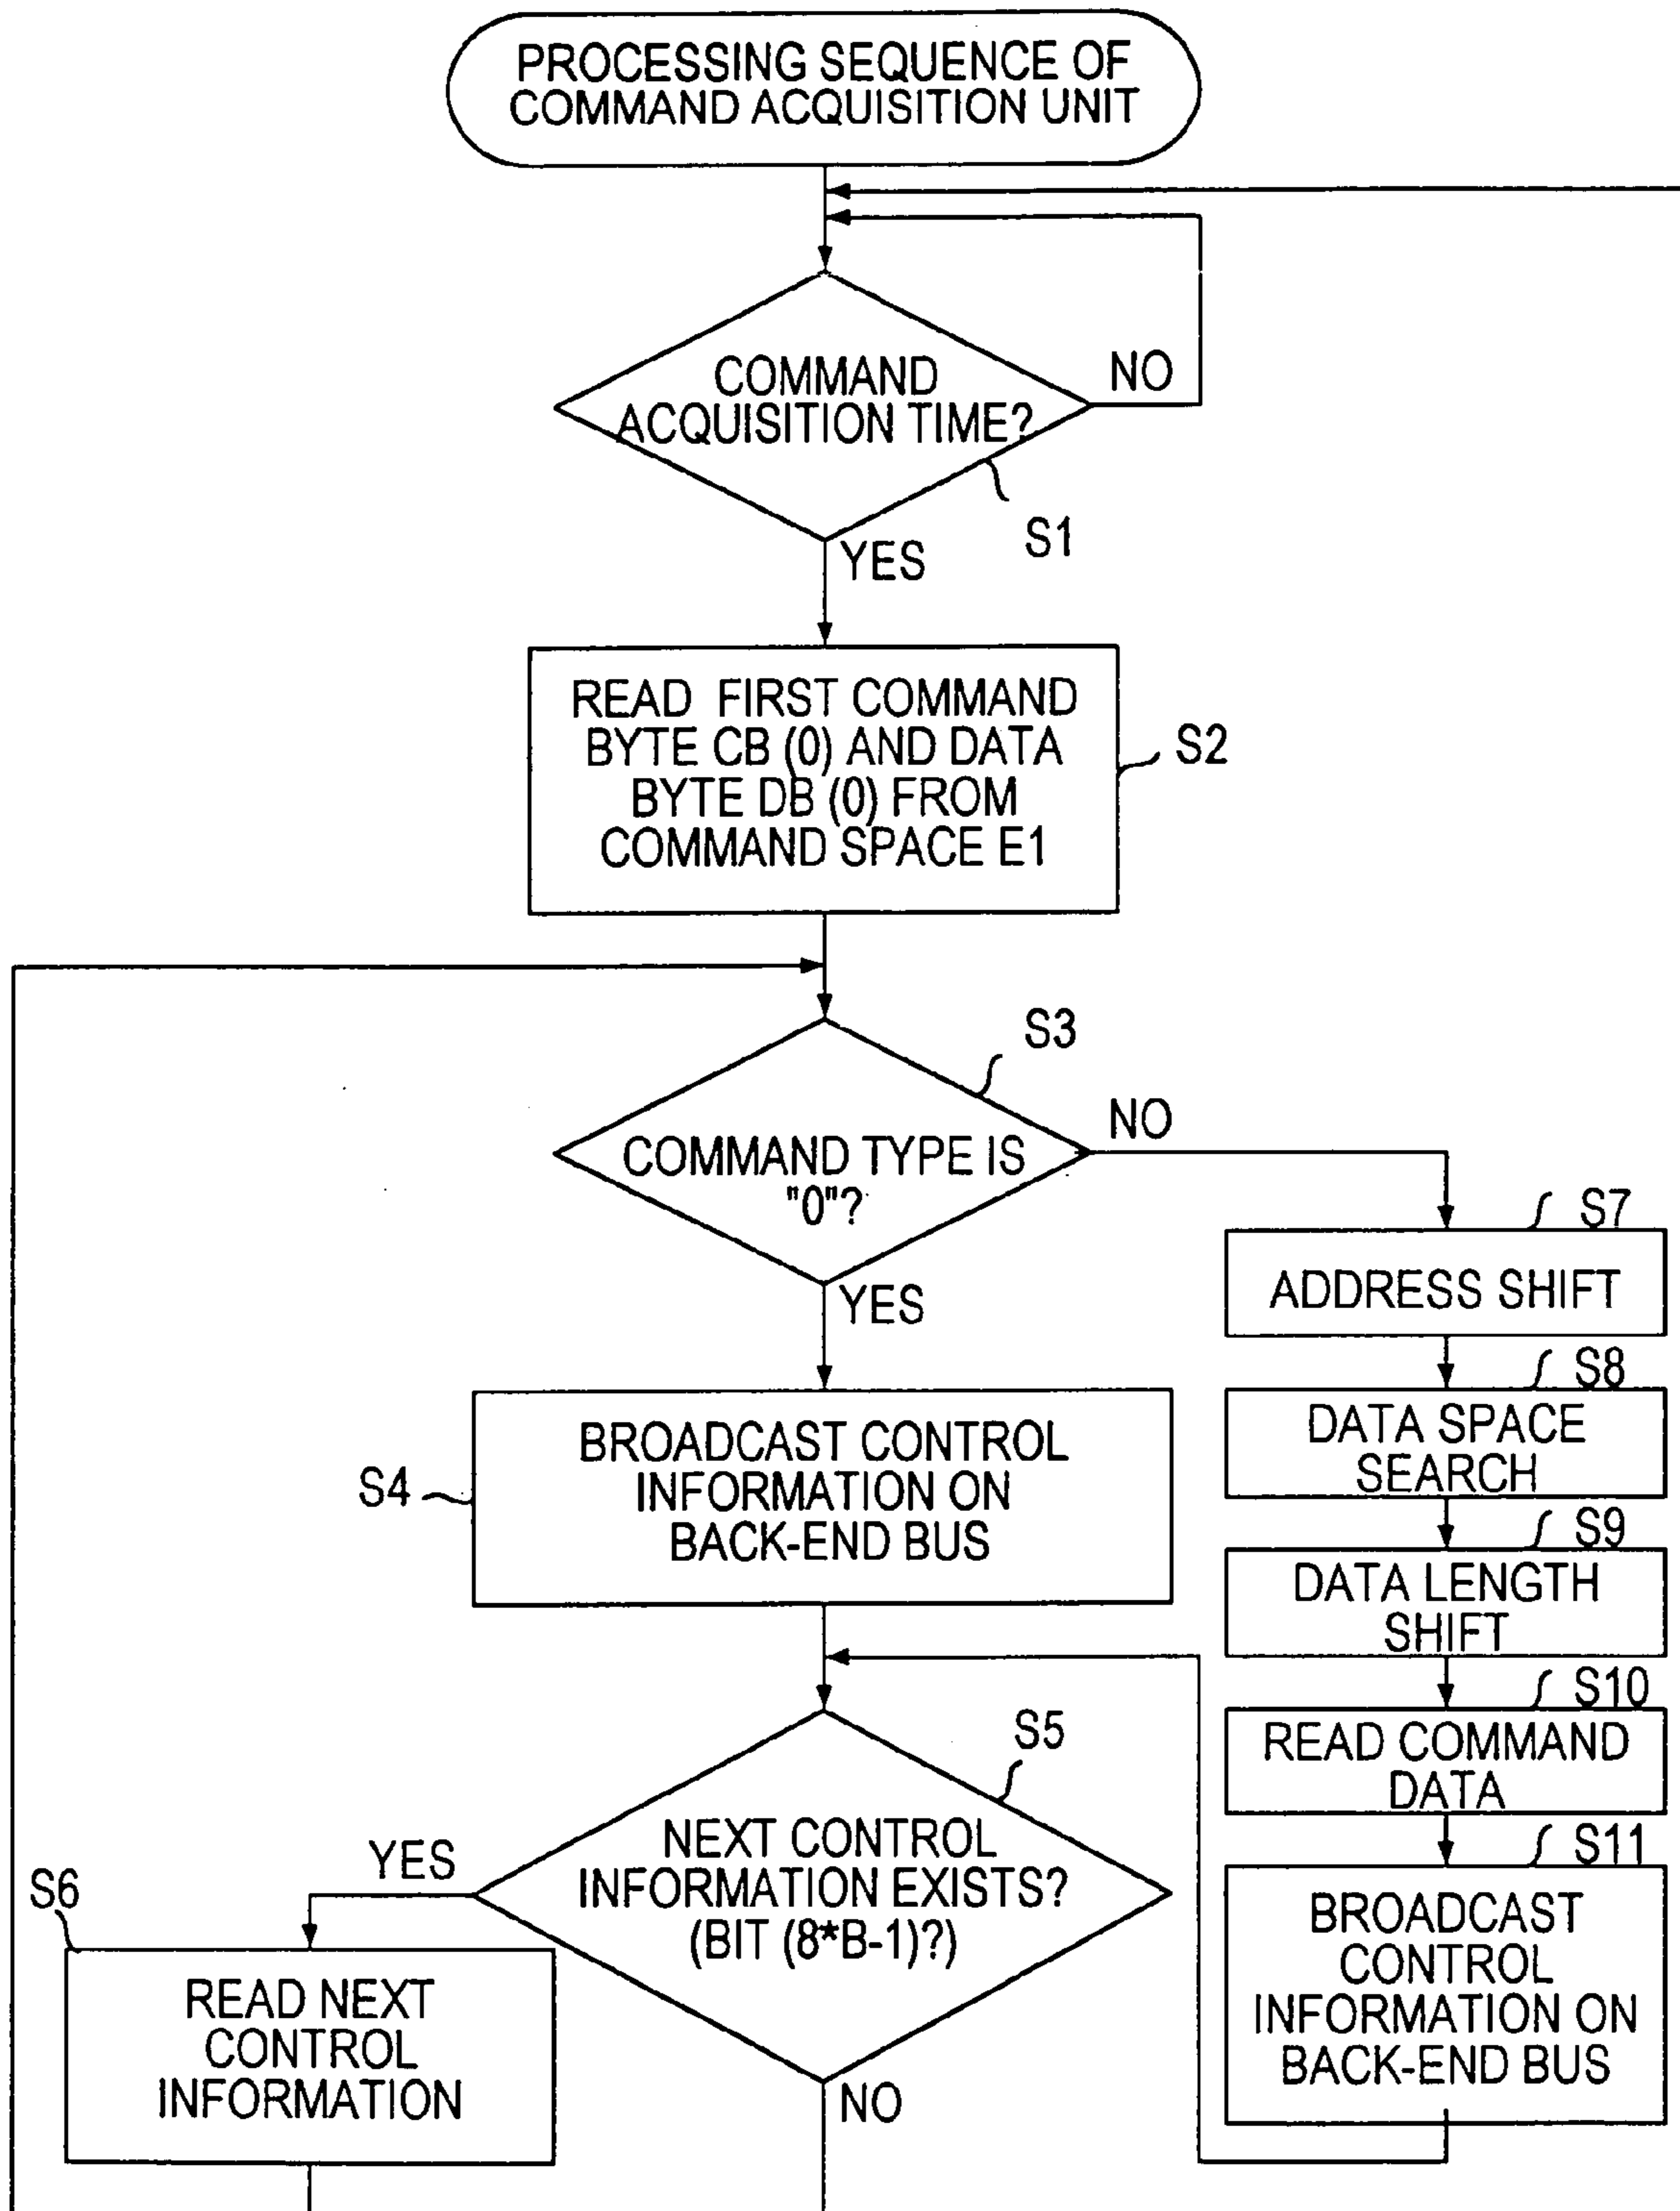 PROCESSING SEQUENCE OF
COMMAND ACQUISITION UNIT
COMMAND
ACQUISITION TIME?
NO
S1
YES
READ FIRST COMMAND
BYTE CB (0) AND DATA
BYTE DB (0) FROM
COMMAND SPACE E1
S2
S3
COMMAND TYPE IS
"0"?
NO
YES
S7
ADDRESS SHIFT
S8
DATA SPACE
SEARCH
S9
DATA LENGTH
SHIFT
S10
READ COMMAND
DATA
S11
BROADCAST
CONTROL
INFORMATION ON
BACK-END BUS
S4
BROADCAST CONTROL
INFORMATION ON
BACK-END BUS
S5
NEXT CONTROL
INFORMATION EXISTS?
(BIT (8*B-1)?)
YES
NO
S6
READ NEXT
CONTROL
INFORMATION